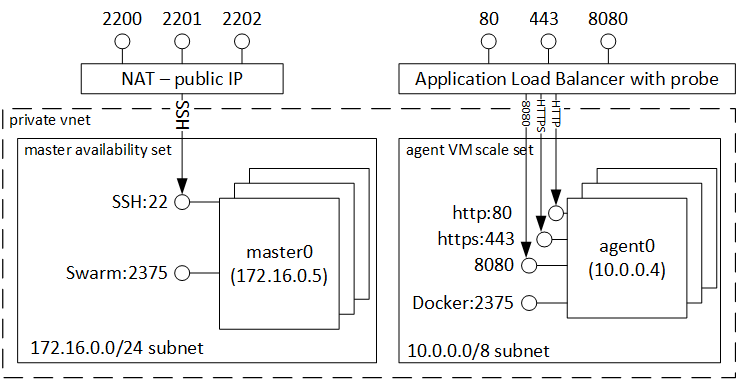 2200 2201 2202
80 443 8080
NAT – public IP
Application Load Balancer with probe
SSH
8080
HTTPS
HTTP
private vnet
master availability set
agent VM scale set
SSH:22
Swarm:2375
master0
(172.16.0.5)
172.16.0.0/24 subnet
http:80
https:443
8080
Docker:2375
agent0
(10.0.0.4)
10.0.0.0/8 subnet